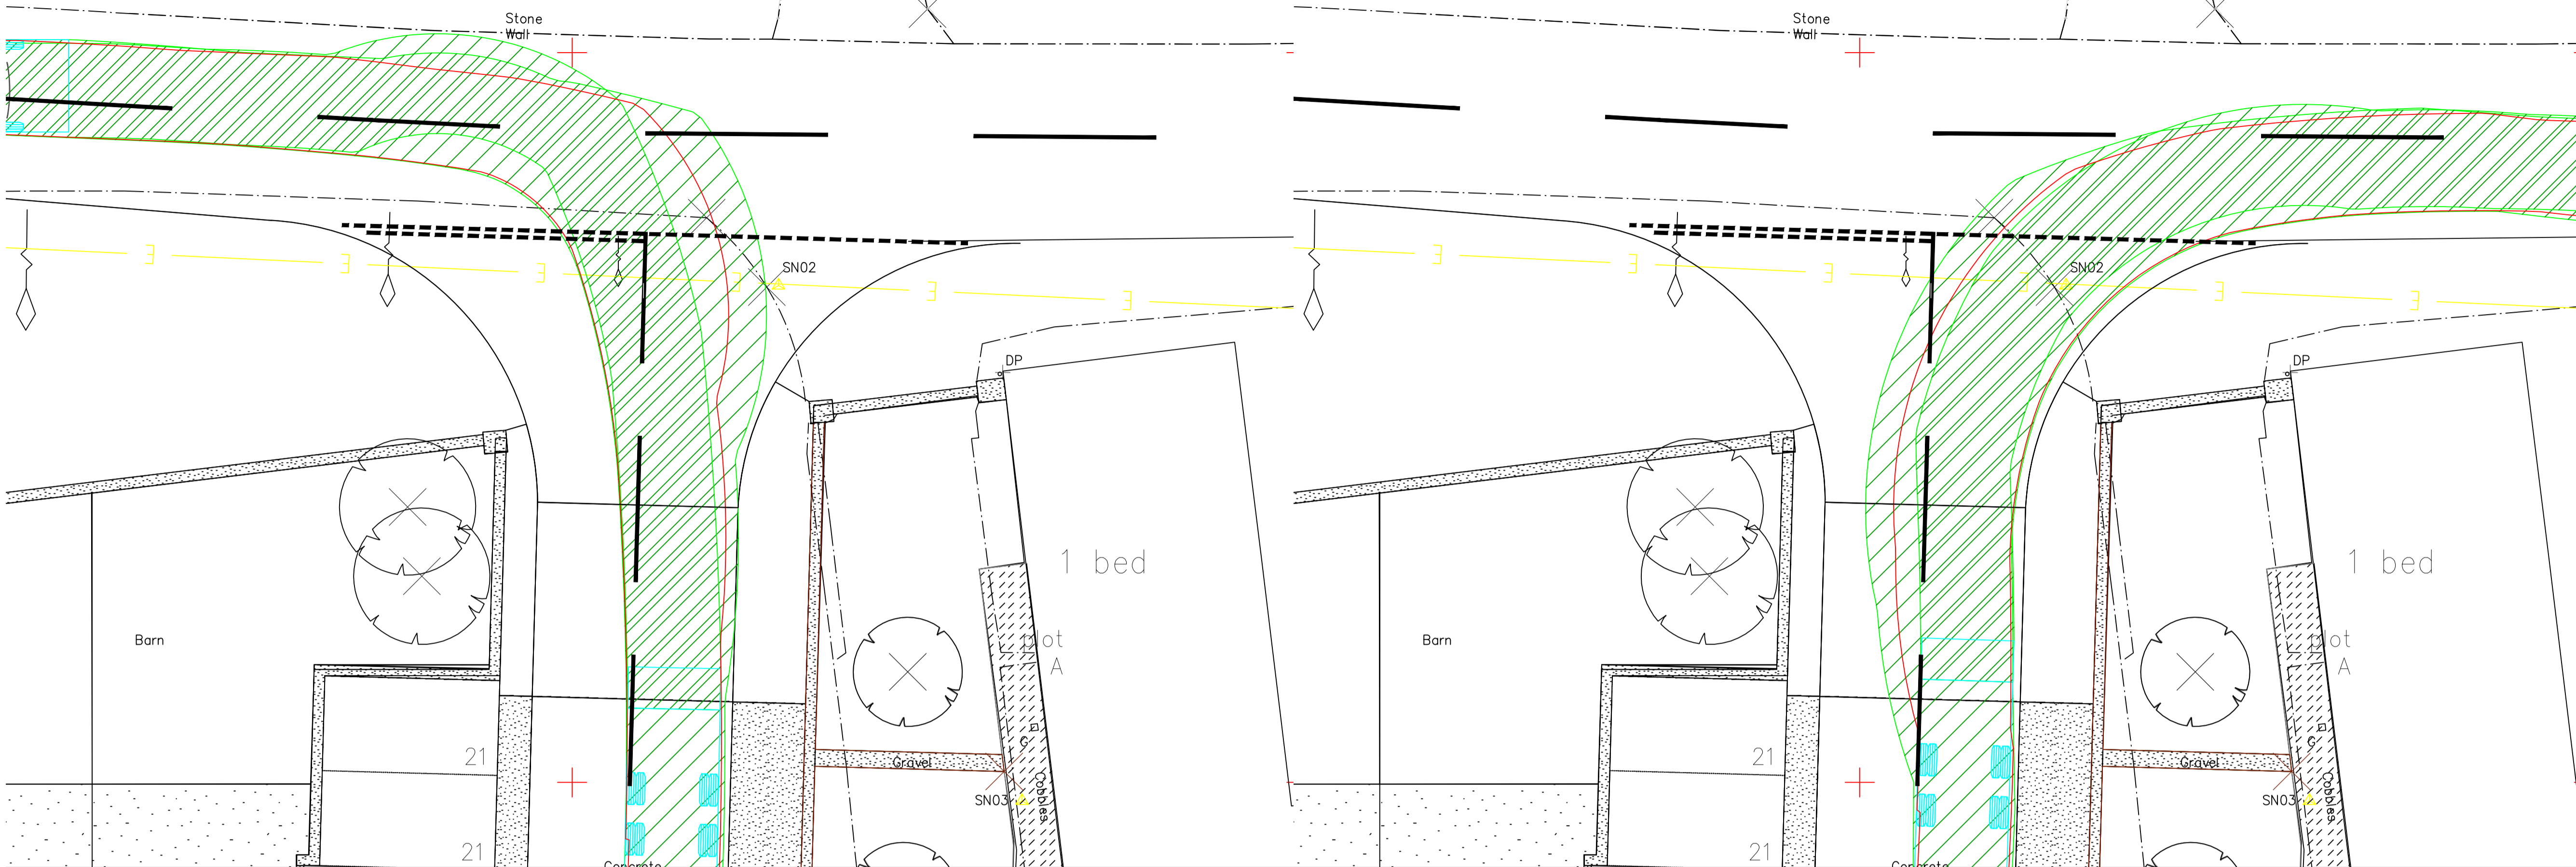 Stone
Wall
E
E
E
E
E
SN02
DP
1 bed
Barn
plot
A
21
G
Gravel
SN03
Cobbles
21
Concrete
Stone
Wall
E
E
E
E
E
SN02
DP
1 bed
Barn
plot
A
21
G
Gravel
SN03
Cobbles
21
Concrete